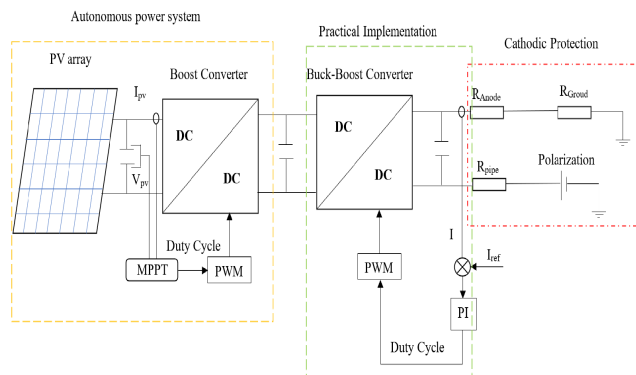 Autonomous power system
Practical Implementation
Cathodic Protection
PV array
Boost Converter
Buck-Boost Converter
Ipv
Vpv
DC
DC
DC
DC
RAnode
RGroud
Rpipe
Polarization
Duty Cycle
MPPT
PWM
PWM
I
Iref
PI
Duty Cycle